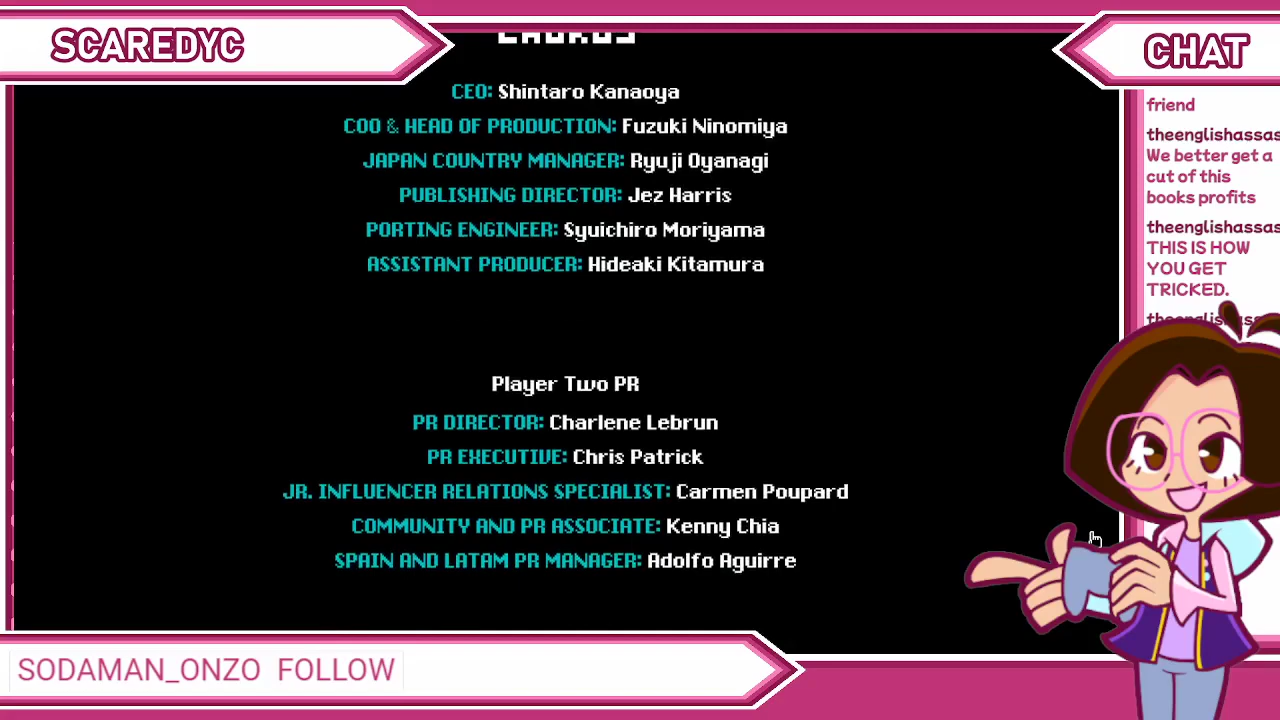 SCAREDYC
CHAT
CEO: Shintaro Kanaoya
COO & HEAD OF PRODUCTION: Fuzuki Ninomiya
JAPAN COUNTRY MANAGER: Ryuji Oyanagi
PUBLISHING DIRECTOR: Jez Harris
PORTING ENGINEER: Syuichiro Moriyama
ASSISTANT PRODUCER: Hideaki Kitamura
Player Two PR
PR DIRECTOR: Charlene Lebrun
PR EXECUTIVE: Chris Patrick
JR. INFLUENCER RELATIONS SPECIALIST: Carmen Poupard
COMMUNITY AND PR ASSOCIATE: Kenny Chia
SPAIN AND LATAM PR MANAGER: Adolfo Aguirre
friend
theenglishassas
We better get a
cut of this
books profits
theenglishassas
THIS IS HOW
YOU GET
TRICKED.
SODAMAN_ONZO FOLLOW